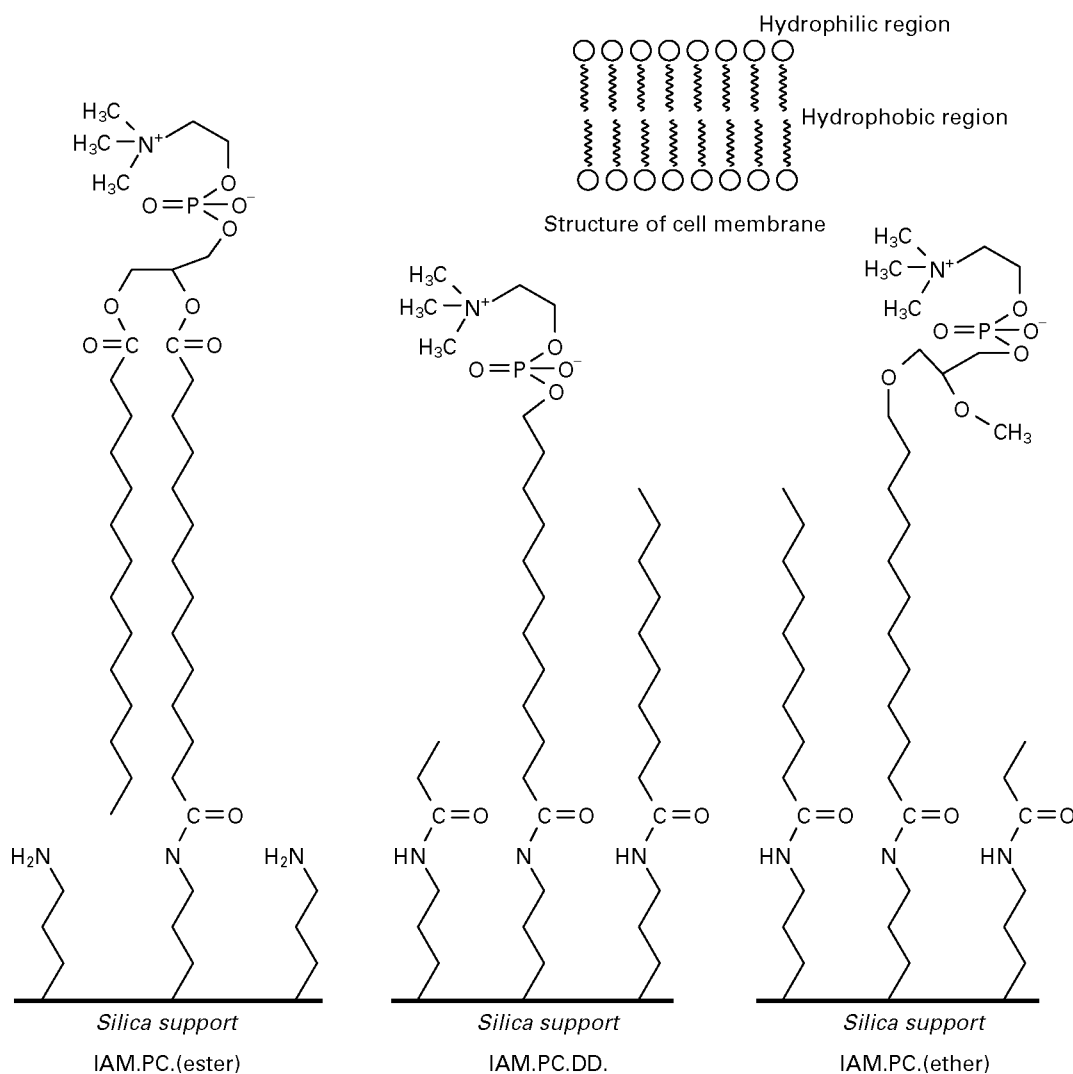 Hydrophilic region
Hydrophobic region
Structure of cell membrane
H₃C
H₃C
N⁺
H₃C
O
O=P–O⁻
O
O
O
O=C
C=O
C=O
H₂N
N
H₂N
Silica support
IAM.PC.(ester)
H₃C
H₃C
N⁺
H₃C
O
O=P–O⁻
O
C=O
C=O
C=O
HN
N
HN
Silica support
IAM.PC.DD.
H₃C
H₃C
N⁺
H₃C
O
O=P–O⁻
O
O
O
CH₃
C=O
C=O
C=O
HN
N
HN
Silica support
IAM.PC.(ether)